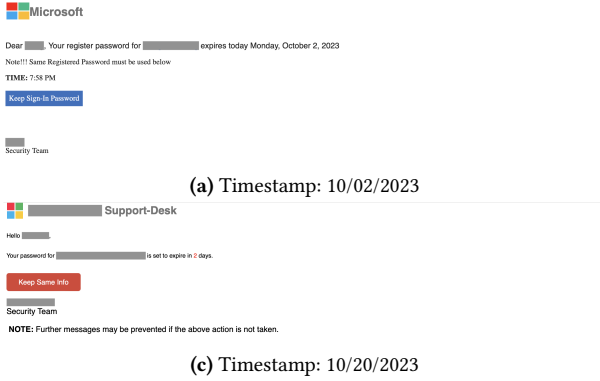 Microsoft
Dear , Your register password for expires today Monday, October 2, 2023
Note!!! Same Registered Password must be used below
TIME: 7:58 PM
Keep Sign-In Password
Security Team
(a) Timestamp: 10/02/2023
Support-Desk
Hello ,
Your password for is set to expire in 2 days.
Keep Same Info
Security Team
NOTE: Further messages may be prevented if the above action is not taken.
(c) Timestamp: 10/20/2023